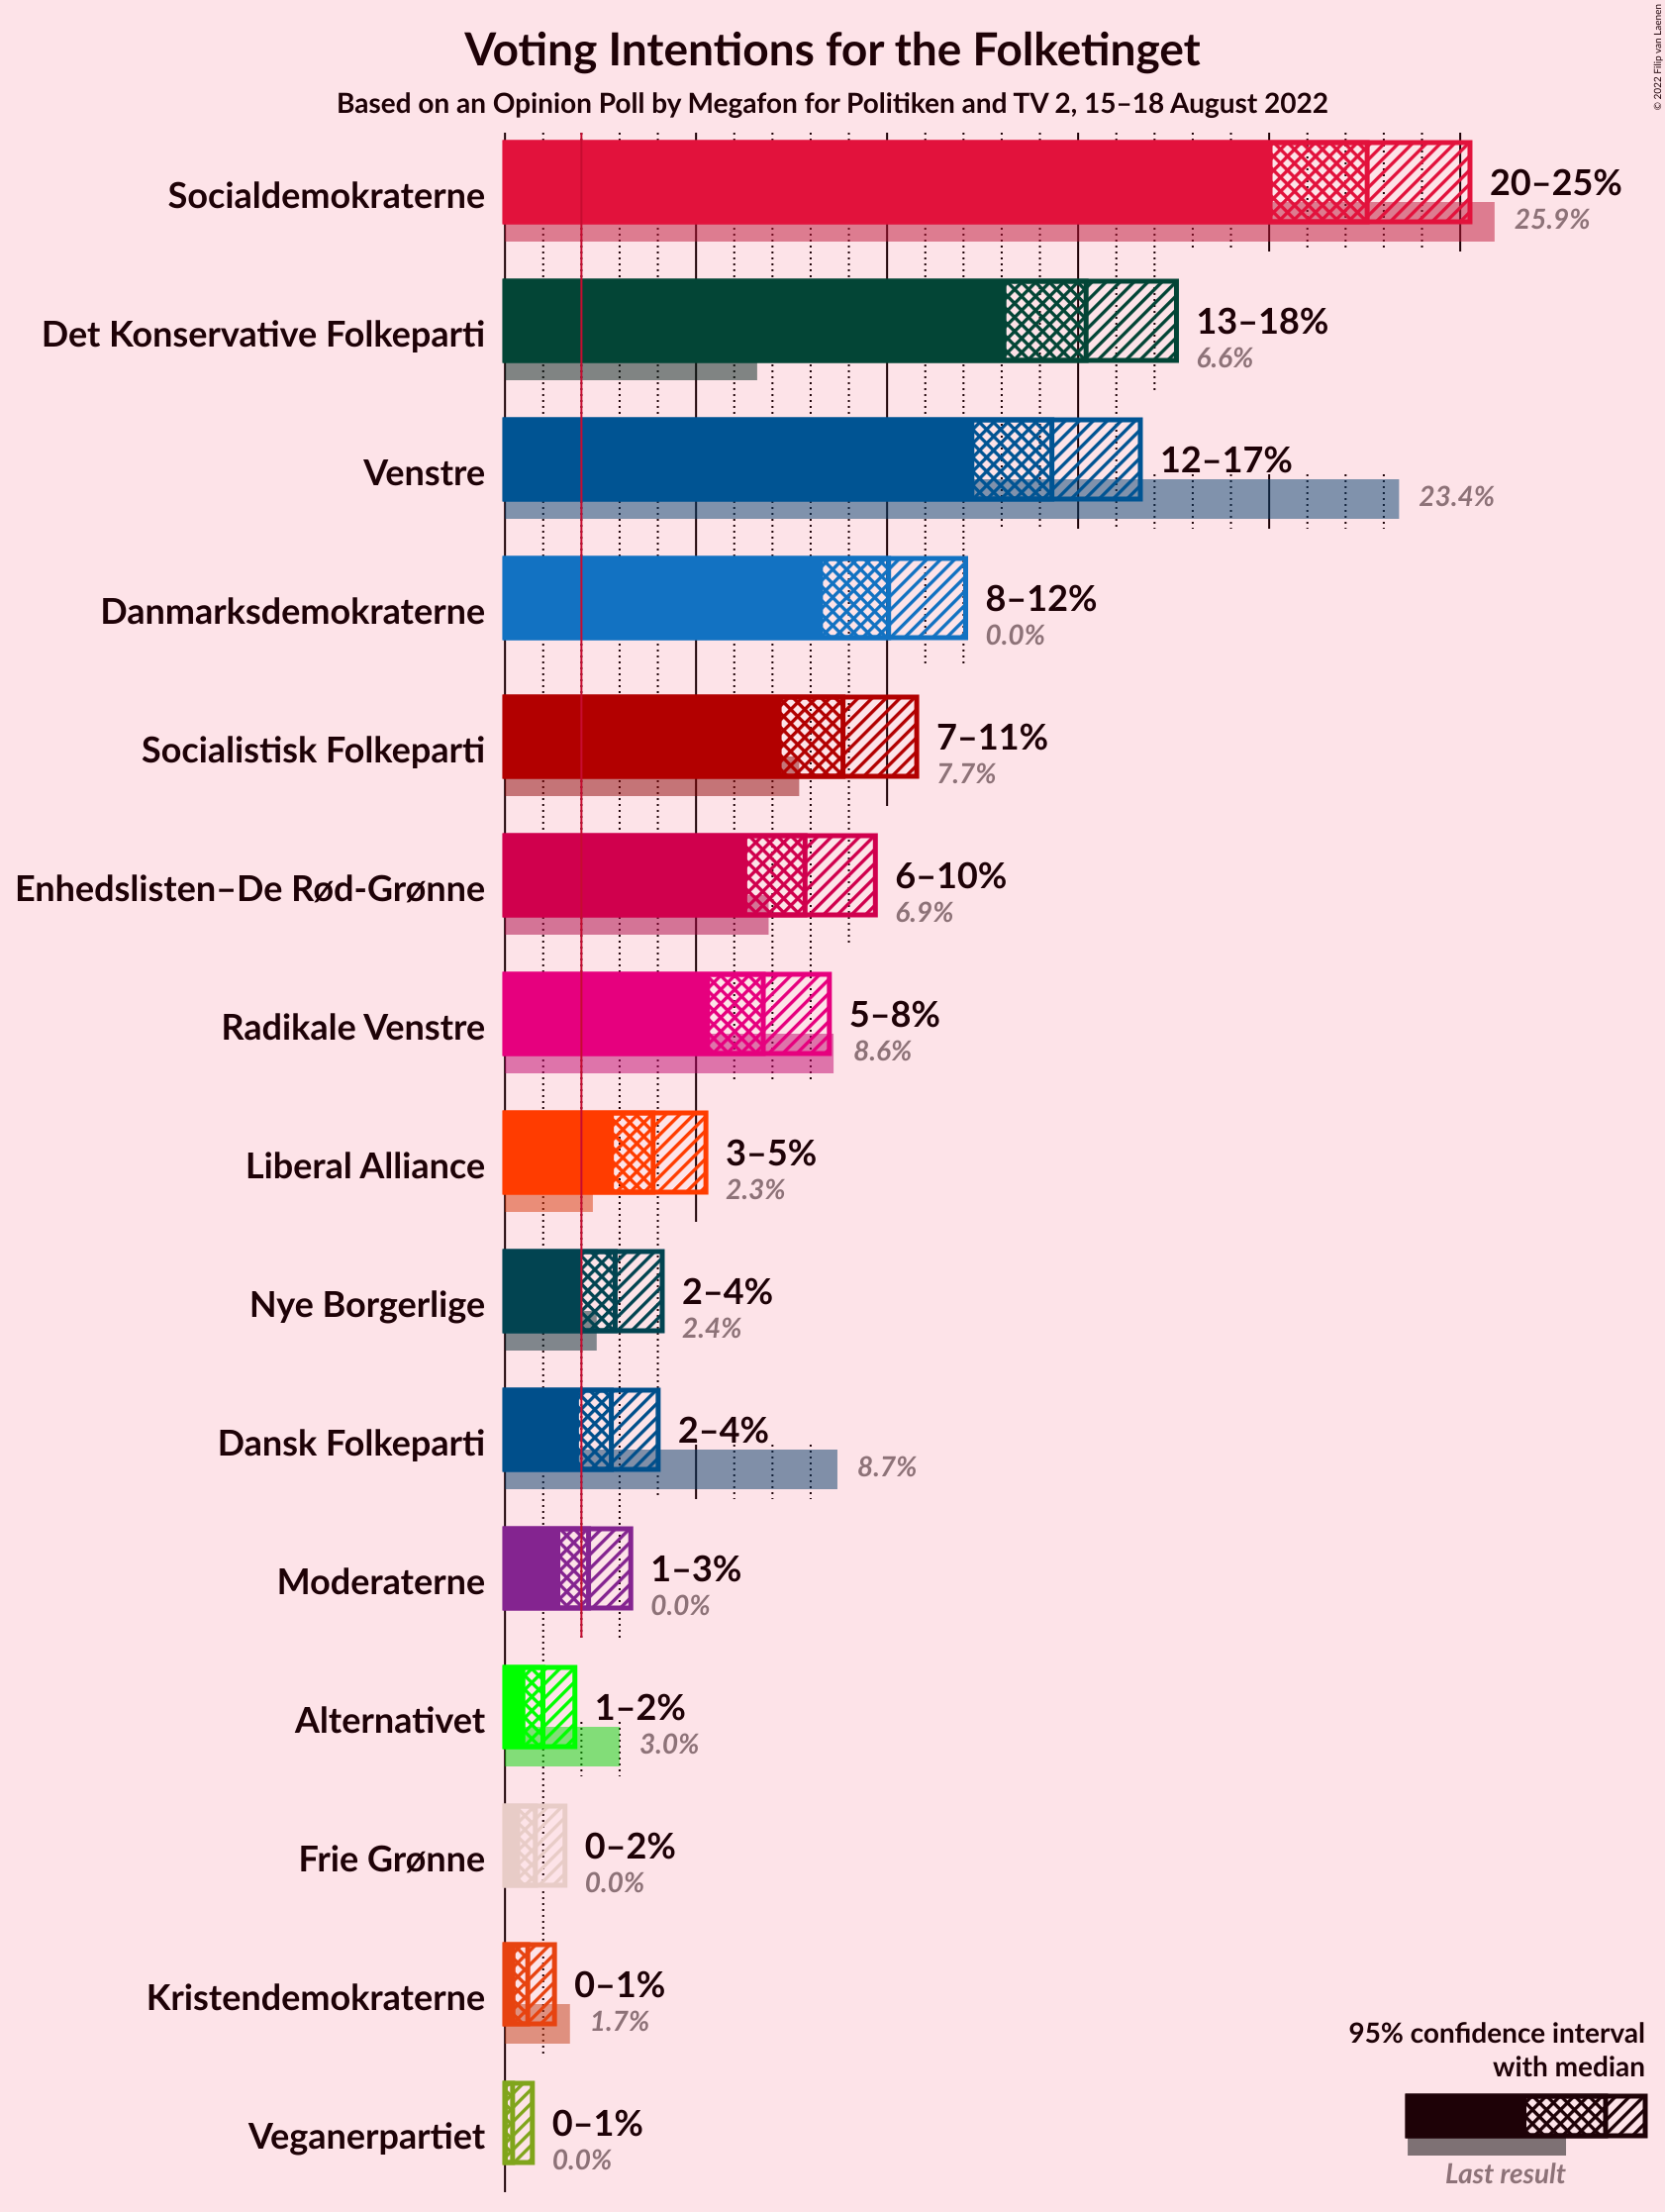 © 2022 Filip van Laenen
Voting Intentions for the Folketinget
Based on an Opinion Poll by Megafon for Politiken and TV 2, 15–18 August 2022
Socialdemokraterne
20–25%
25.9%
Det Konservative Folkeparti
13–18%
6.6%
Venstre
12–17%
23.4%
Danmarksdemokraterne
8–12%
0.0%
Socialistisk Folkeparti
7–11%
7.7%
Enhedslisten–De Rød-Grønne
6–10%
6.9%
Radikale Venstre
5–8%
8.6%
Liberal Alliance
3–5%
2.3%
Nye Borgerlige
2–4%
2.4%
Dansk Folkeparti
2–4%
8.7%
Moderaterne
1–3%
0.0%
Alternativet
1–2%
3.0%
Frie Grønne
0–2%
0.0%
Kristendemokraterne
0–1%
1.7%
Veganerpartiet
0–1%
0.0%
95% confidence interval
with median
Last result